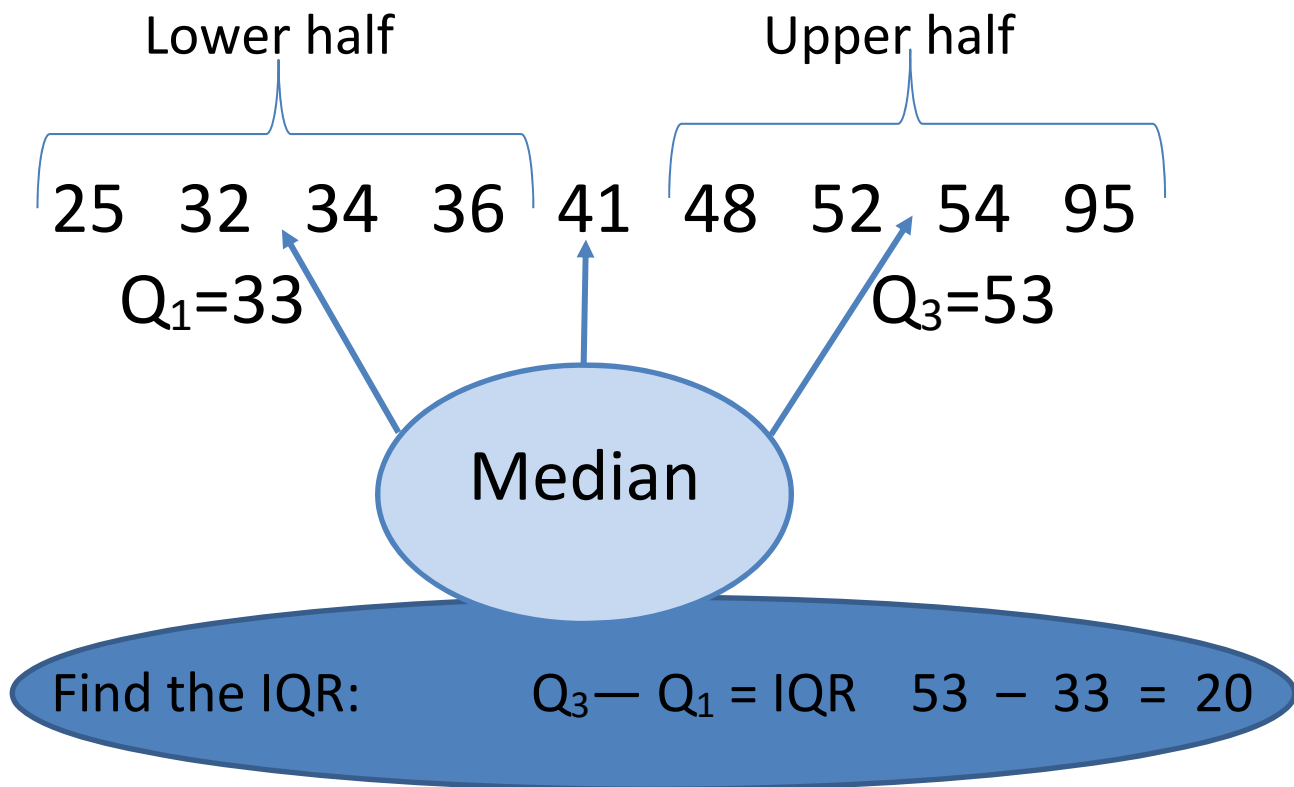 Lower half Upper half
25 32 34 36 41 48 52 54 95
Q₁=33 Q₃=53
Median
Find the IQR: Q₃— Q₁ = IQR 53 – 33 = 20